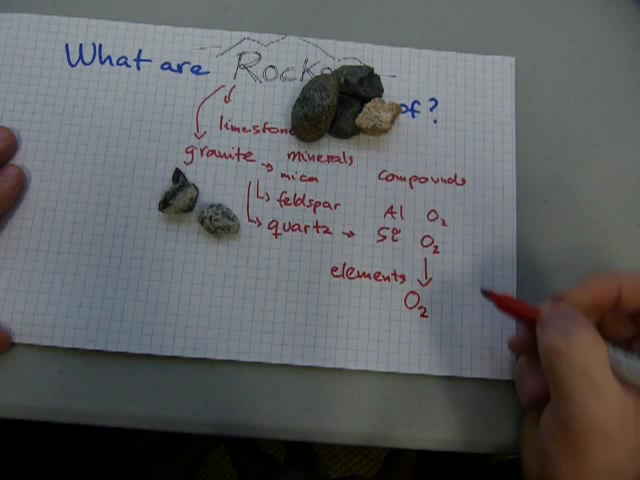 What are Rocks of?
limestone
granite → minerals
mica
compounds
↳ feldspar
Al O2
↳ quartz → Si O2
elements
O2